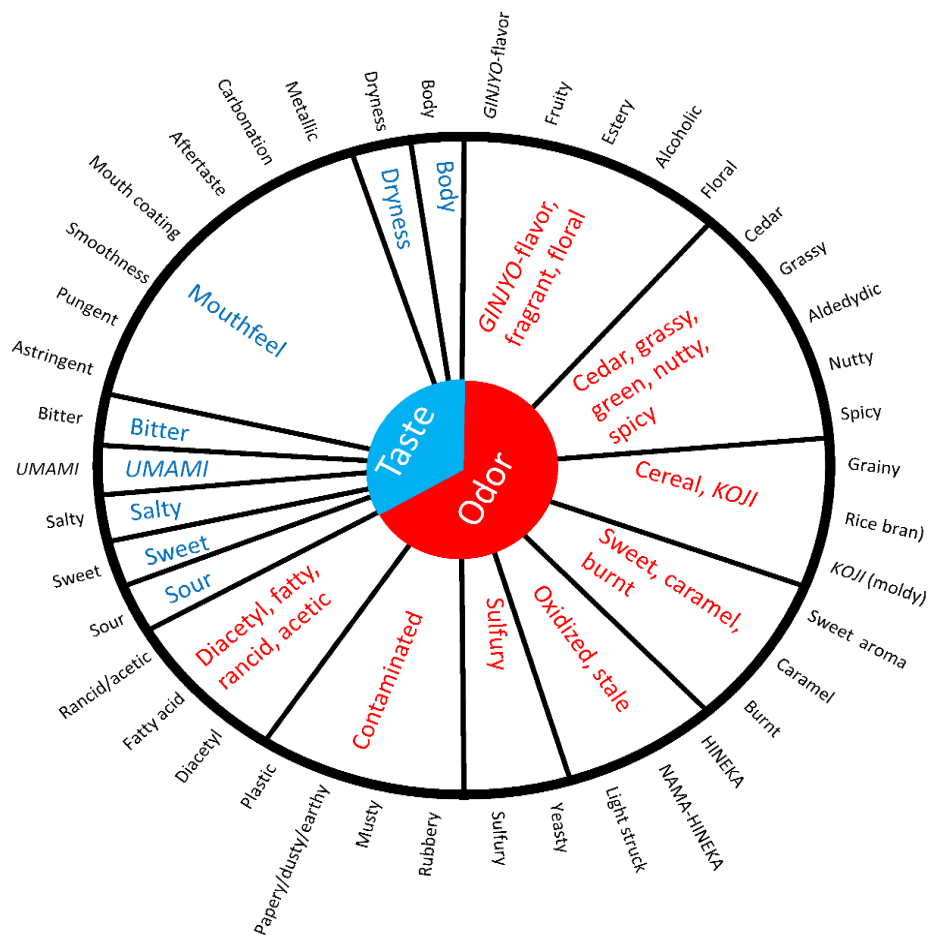 GINJYO-flavor
Fruity
Estery
Alcoholic
Floral
Cedar
Grassy
Aldedydic
Nutty
Spicy
Grainy
Rice bran)
KOJI (moldy)
Sweet aroma
Caramel
Burnt
HINEKA
NAMA-HINEKA
Light struck
Yeasty
Sulfury
Rubbery
Musty
Papery/dusty/earthy
Plastic
Diacetyl
Fatty acid
Rancid/acetic
Sour
Sweet
Salty
UMAMI
Bitter
Astringent
Pungent
Smoothness
Mouth coating
Aftertaste
Carbonation
Metallic
Dryness
Body
GINJYO-flavor,
fragrant, floral
Cedar, grassy,
green, nutty,
spicy
Cereal, KOJI
Sweet, caramel,
burnt
Oxidized, stale
Sulfury
Contaminated
Diacetyl, fatty,
rancid, acetic
Sour
Sweet
Salty
UMAMI
Bitter
Mouthfeel
Dryness
Body
Taste
Odor